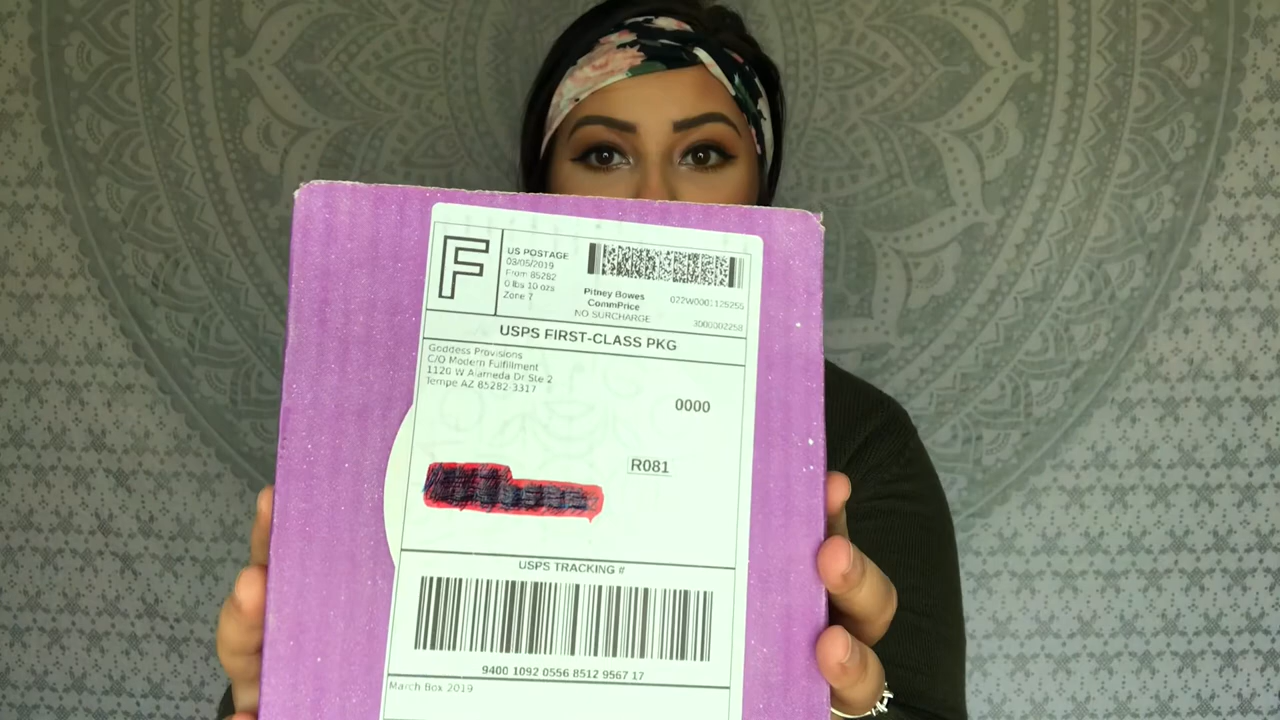 F
US POSTAGE
03/05/2019
From 85282
0 lbs 10 ozs
Zone 7
Pitney Bowes
CommPrice
NO SURCHARGE
022W0001125255
3D00002258
USPS FIRST-CLASS PKG
Goddess Provisions
C/O Modern Fulfillment
1120 W Alameda Dr Ste 2
Tempe AZ 85282-3317
0000
R081
USPS TRACKING #
9400 1092 0556 8512 9567 17
March Box 2019